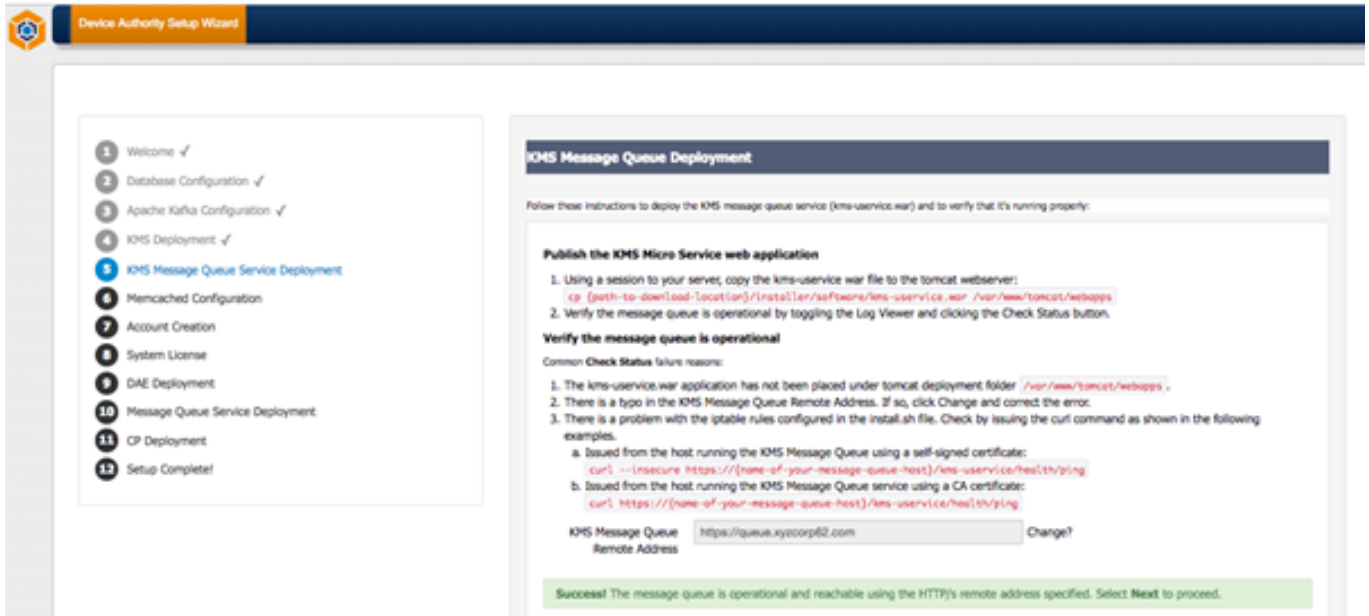 Device Authority Setup Wizard
1 Welcome ✓
2 Database Configuration ✓
3 Apache Kafka Configuration ✓
4 KMS Deployment ✓
5 KMS Message Queue Service Deployment
6 Memcached Configuration
7 Account Creation
8 System License
9 DAE Deployment
10 Message Queue Service Deployment
11 CP Deployment
12 Setup Complete!
KMS Message Queue Deployment
Follow these instructions to deploy the KMS message queue service (kms-uservice.war) and to verify that it's running properly:
Publish the KMS Micro Service web application
1. Using a session to your server, copy the kms-uservice war file to the tomcat webserver:
cp {path-to-download-location}/installer/software/kms-uservice.war /var/www/tomcat/webapps
2. Verify the message queue is operational by toggling the Log Viewer and clicking the Check Status button.
Verify the message queue is operational
Common Check Status failure reasons:
1. The kms-uservice.war application has not been placed under tomcat deployment folder /var/www/tomcat/webapps .
2. There is a typo in the KMS Message Queue Remote Address. If so, click Change and correct the error.
3. There is a problem with the iptable rules configured in the install.sh file. Check by issuing the curl command as shown in the following
examples.
a. Issued from the host running the KMS Message Queue using a self-signed certificate:
curl --insecure https://{name-of-your-message-queue-host}/kms-uservice/health/ping
b. Issued from the host running the KMS Message Queue service using a CA certificate:
curl https://{name-of-your-message-queue-host}/kms-uservice/health/ping
KMS Message Queue
Remote Address
https://queue.xyzcorp62.com
Change?
Success! The message queue is operational and reachable using the HTTP/s remote address specified. Select Next to proceed.